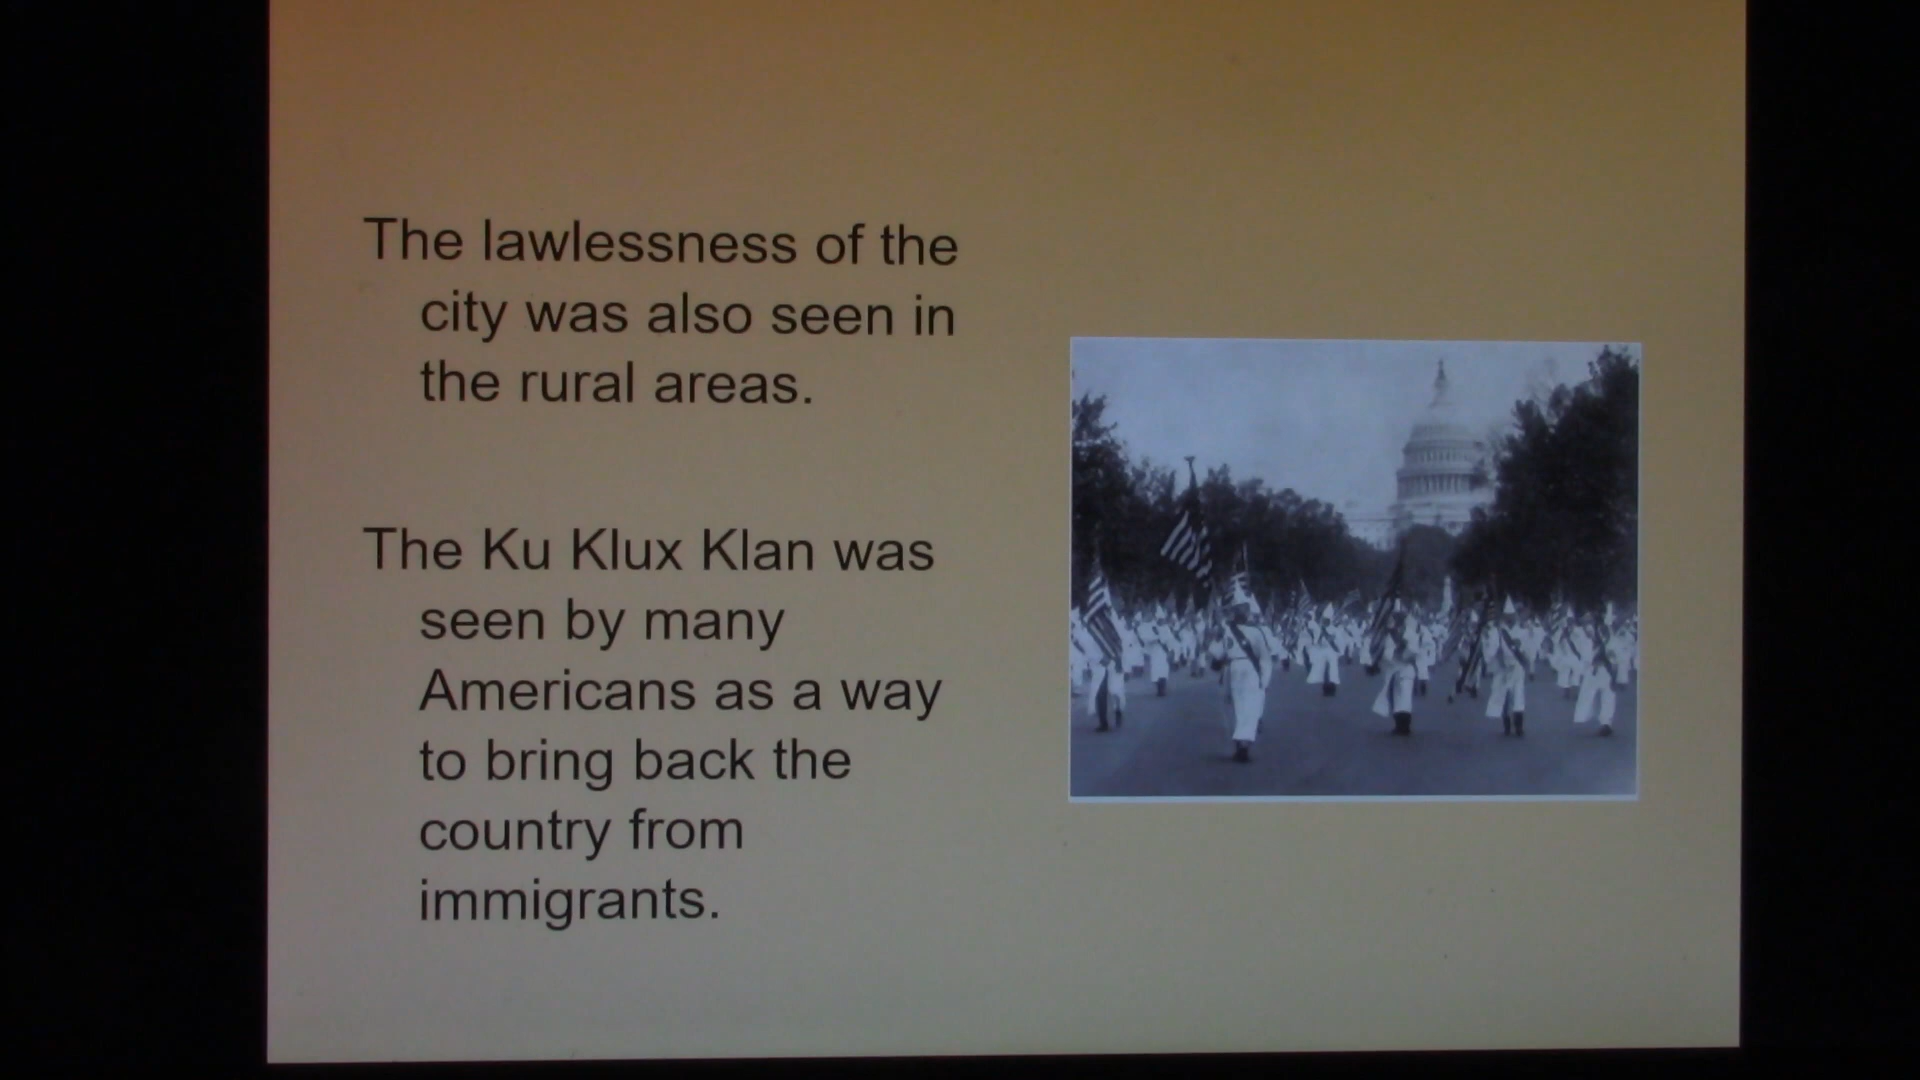 The lawlessness of the
city was also seen in
the rural areas.
The Ku Klux Klan was
seen by many
Americans as a way
to bring back the
country from
immigrants.